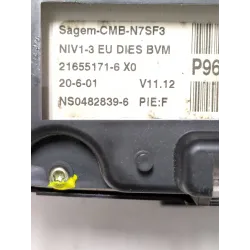 Sagem-CMB-N7SF3
NIV1-3 EU DIES BVM
21655171-6 X0 P96
20-6-01 V11.12
NS0482839-6 PIE:F